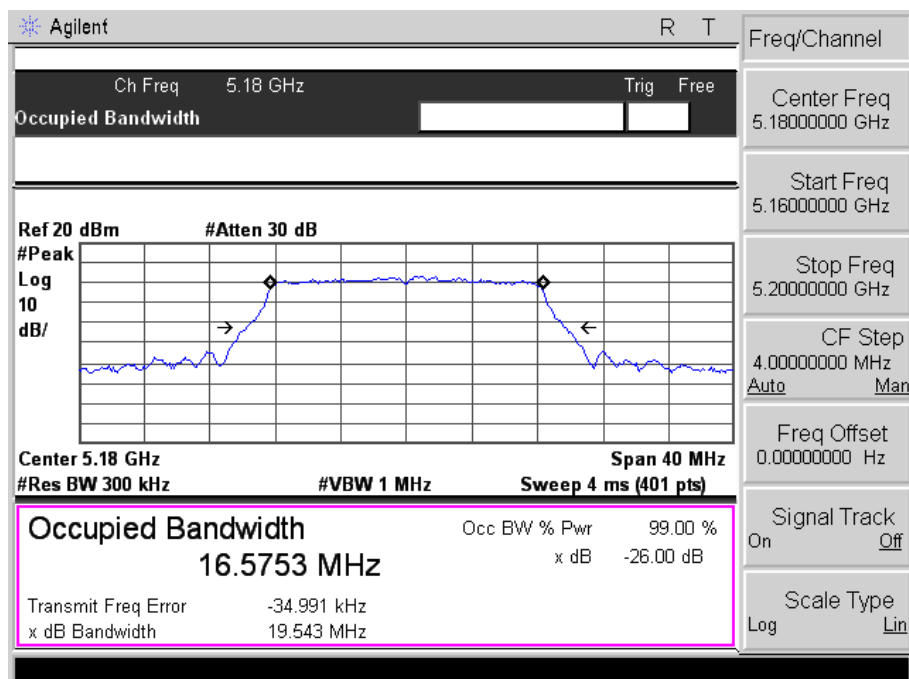 Agilent R T
Ch Freq 5.18 GHz Trig Free
Occupied Bandwidth
Ref 20 dBm #Atten 30 dB
#Peak
Log
10
dB/
Center 5.18 GHz Span 40 MHz
#Res BW 300 kHz #VBW 1 MHz Sweep 4 ms (401 pts)
Occupied Bandwidth Occ BW % Pwr 99.00 %
16.5753 MHz x dB -26.00 dB
Transmit Freq Error -34.991 kHz
x dB Bandwidth 19.543 MHz
Freq/Channel
Center Freq
5.18000000 GHz
Start Freq
5.16000000 GHz
Stop Freq
5.20000000 GHz
CF Step
4.00000000 MHz
Auto Man
Freq Offset
0.00000000 Hz
Signal Track
On Off
Scale Type
Log Lin